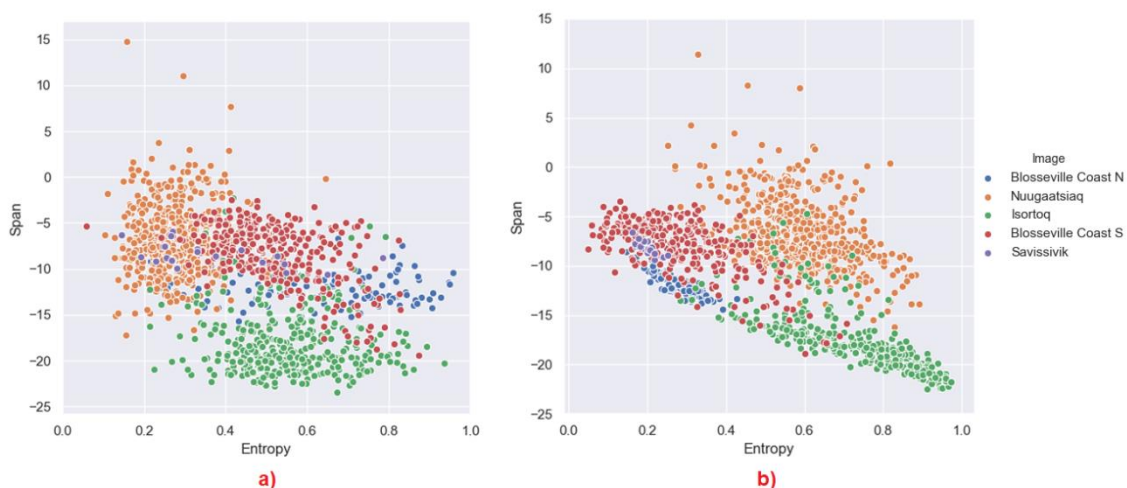 15
10
5
0
−5
−10
−15
−20
−25
Span
0.0 0.2 0.4 0.6 0.8 1.0
Entropy
a)
15
10
5
0
−5
−10
−15
−20
−25
Span
0.0 0.2 0.4 0.6 0.8 1.0
Entropy
b)
Image
Blosseville Coast N
Nuugaatsiaq
Isortoq
Blosseville Coast S
Savissivik